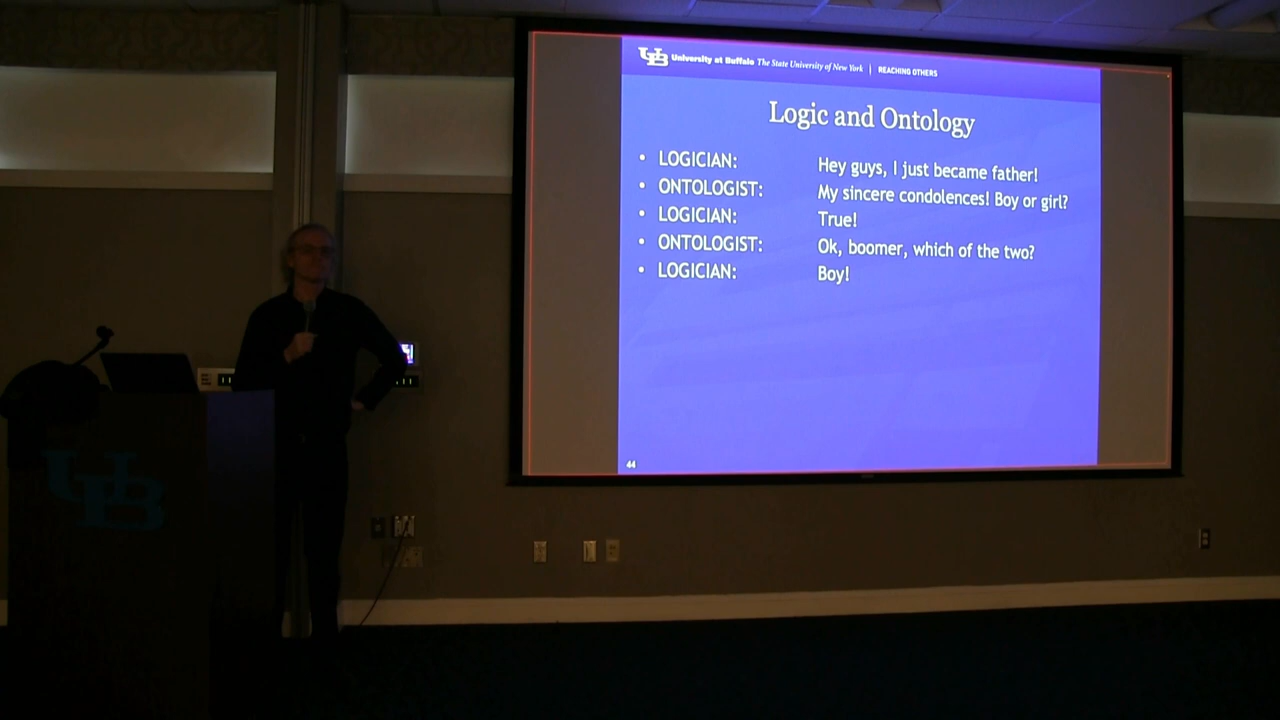 UB University at Buffalo The State University of New York | REACHING OTHERS
Logic and Ontology
• LOGICIAN: Hey guys, I just became father!
• ONTOLOGIST: My sincere condolences! Boy or girl?
• LOGICIAN: True!
• ONTOLOGIST: Ok, boomer, which of the two?
• LOGICIAN: Boy!
44
UB